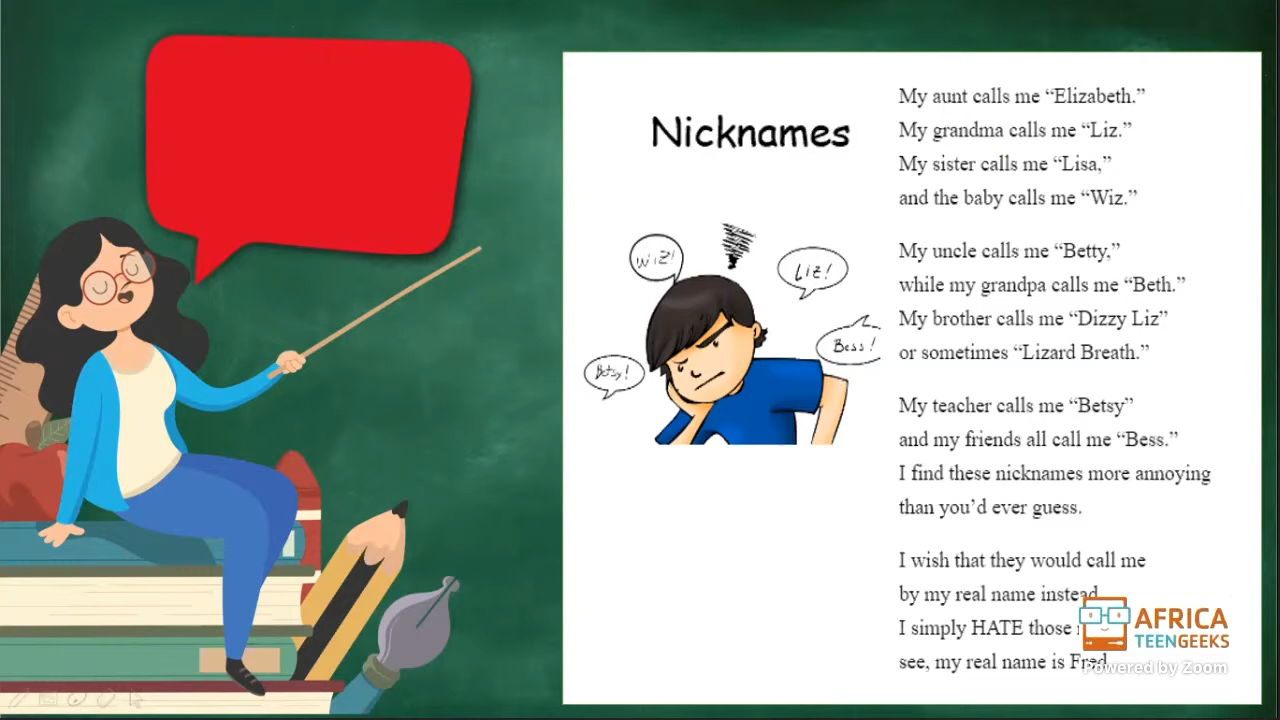 Nicknames
WIZ!
LIZ!
Bess!
Betsy!
My aunt calls me “Elizabeth.”
My grandma calls me “Liz.”
My sister calls me “Lisa,”
and the baby calls me “Wiz.”
My uncle calls me “Betty,”
while my grandpa calls me “Beth.”
My brother calls me “Dizzy Liz”
or sometimes “Lizard Breath.”
My teacher calls me “Betsy”
and my friends all call me “Bess.”
I find these nicknames more annoying
than you’d ever guess.
I wish that they would call me
by my real name instead
I simply HATE those
see, my real name is Fred
AFRICA
TEENGEEKS
Powered by Zoom